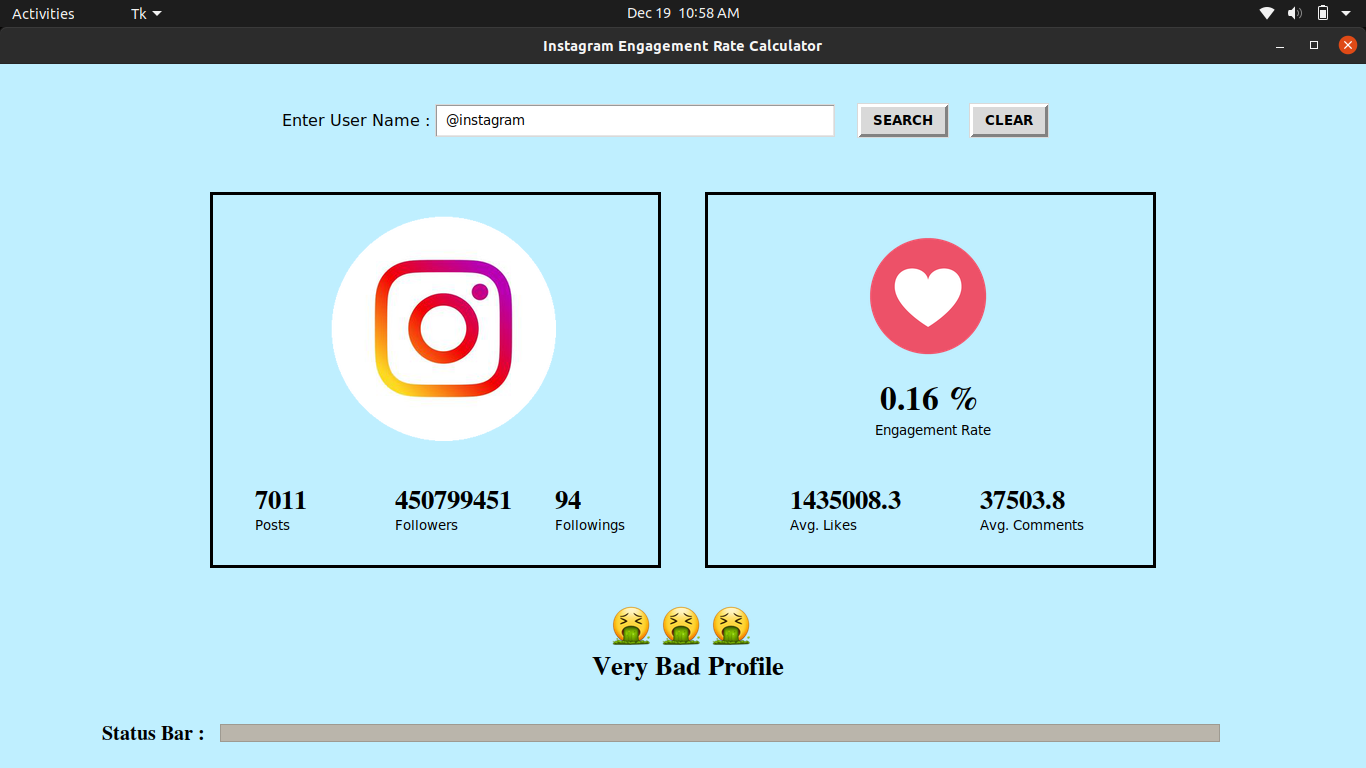 Activities Tk Dec 19 10:58 AM
Instagram Engagement Rate Calculator
Enter User Name : @instagram SEARCH CLEAR
0.16 %
Engagement Rate
7011 450799451 94 1435008.3 37503.8
Posts Followers Followings Avg. Likes Avg. Comments
Very Bad Profile
Status Bar :